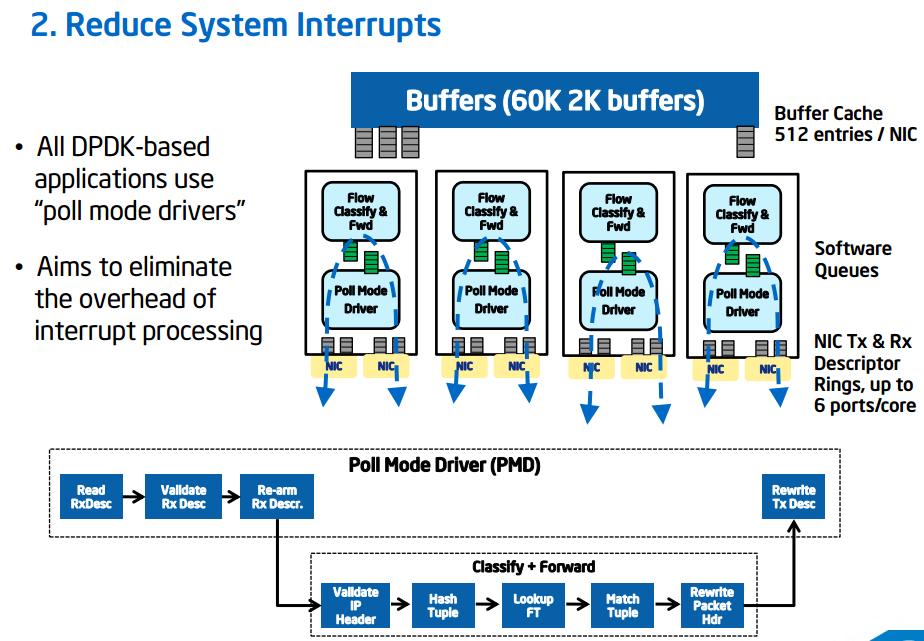 2. Reduce System Interrupts
• All DPDK-based
applications use
“poll mode drivers”
• Aims to eliminate
the overhead of
interrupt processing
Buffers (60K 2K buffers)
Buffer Cache
512 entries / NIC
Flow
Classify &
Fwd
Poll Mode
Driver
NIC
NIC
Flow
Classify &
Fwd
Poll Mode
Driver
NIC
NIC
Flow
Classify &
Fwd
Poll Mode
Driver
NIC
NIC
Flow
Classify &
Fwd
Poll Mode
Driver
NIC
NIC
Software
Queues
NIC Tx & Rx
Descriptor
Rings, up to
6 ports/core
Poll Mode Driver (PMD)
Read
RxDesc
Validate
Rx Desc
Re-arm
Rx Descr.
Rewrite
Tx Desc
Classify + Forward
Validate
IP
Header
Hash
Tuple
Lookup
FT
Match
Tuple
Rewrite
Packet
Hdr